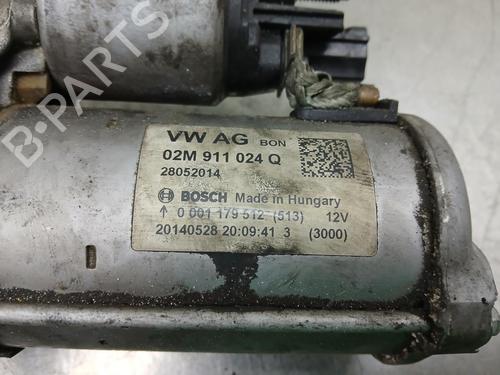 VW AG BON
02M 911 024 Q
28052014
BOSCH Made in Hungary
↑ 0 001 179 512 (513) 12V
20140528 20:09:41 3 (3000)
B-PARTS